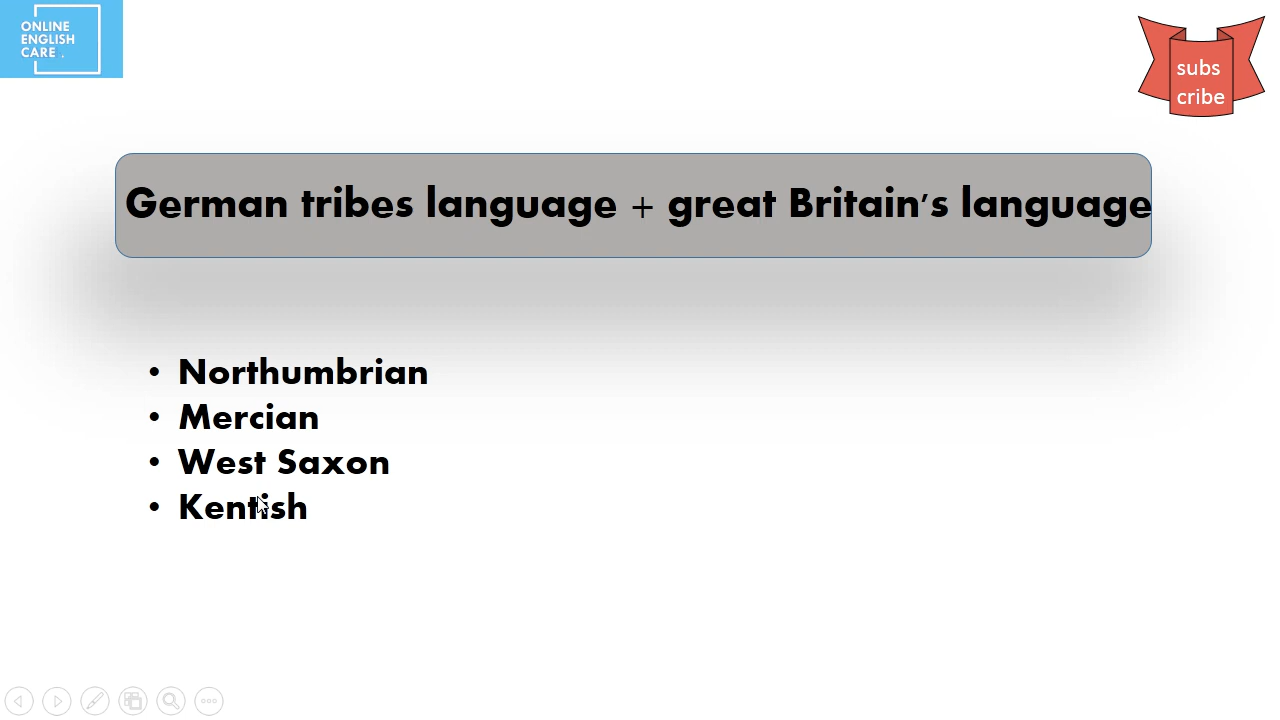 ONLINE
ENGLISH
CARE .
subs
cribe
German tribes language + great Britain's language
• Northumbrian
• Mercian
• West Saxon
• Kentish